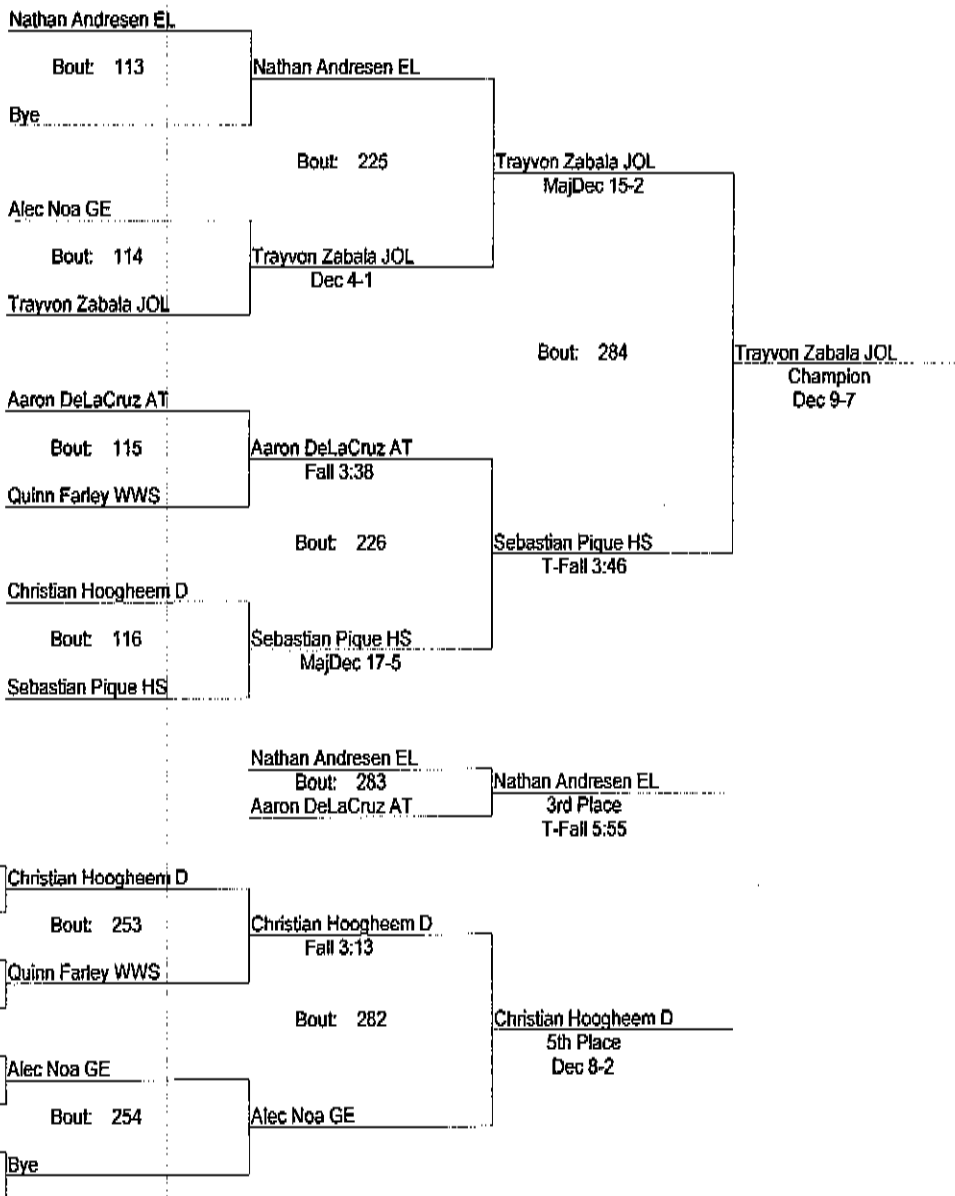 Nathan Andresen EL
Bout: 113
Bye
Nathan Andresen EL
Bout: 225
Alec Noa GE
Bout: 114
Trayvon Zabala JOL
Trayvon Zabala JOL
Dec 4-1
Trayvon Zabala JOL
MajDec 15-2
Bout: 284
Trayvon Zabala JOL
Champion
Dec 9-7
Aaron DeLaCruz AT
Bout: 115
Quinn Farley WWS
Aaron DeLaCruz AT
Fall 3:38
Bout: 226
Christian Hoogheem D
Bout: 116
Sebastian Pique HS
Sebastian Pique HS
MajDec 17-5
Sebastian Pique HS
T-Fall 3:46
Nathan Andresen EL
Bout: 283
Aaron DeLaCruz AT
Nathan Andresen EL
3rd Place
T-Fall 5:55
Christian Hoogheem D
Bout: 253
Quinn Farley WWS
Christian Hoogheem D
Fall 3:13
Bout: 282
Alec Noa GE
Bout: 254
Bye
Alec Noa GE
Christian Hoogheem D
5th Place
Dec 8-2